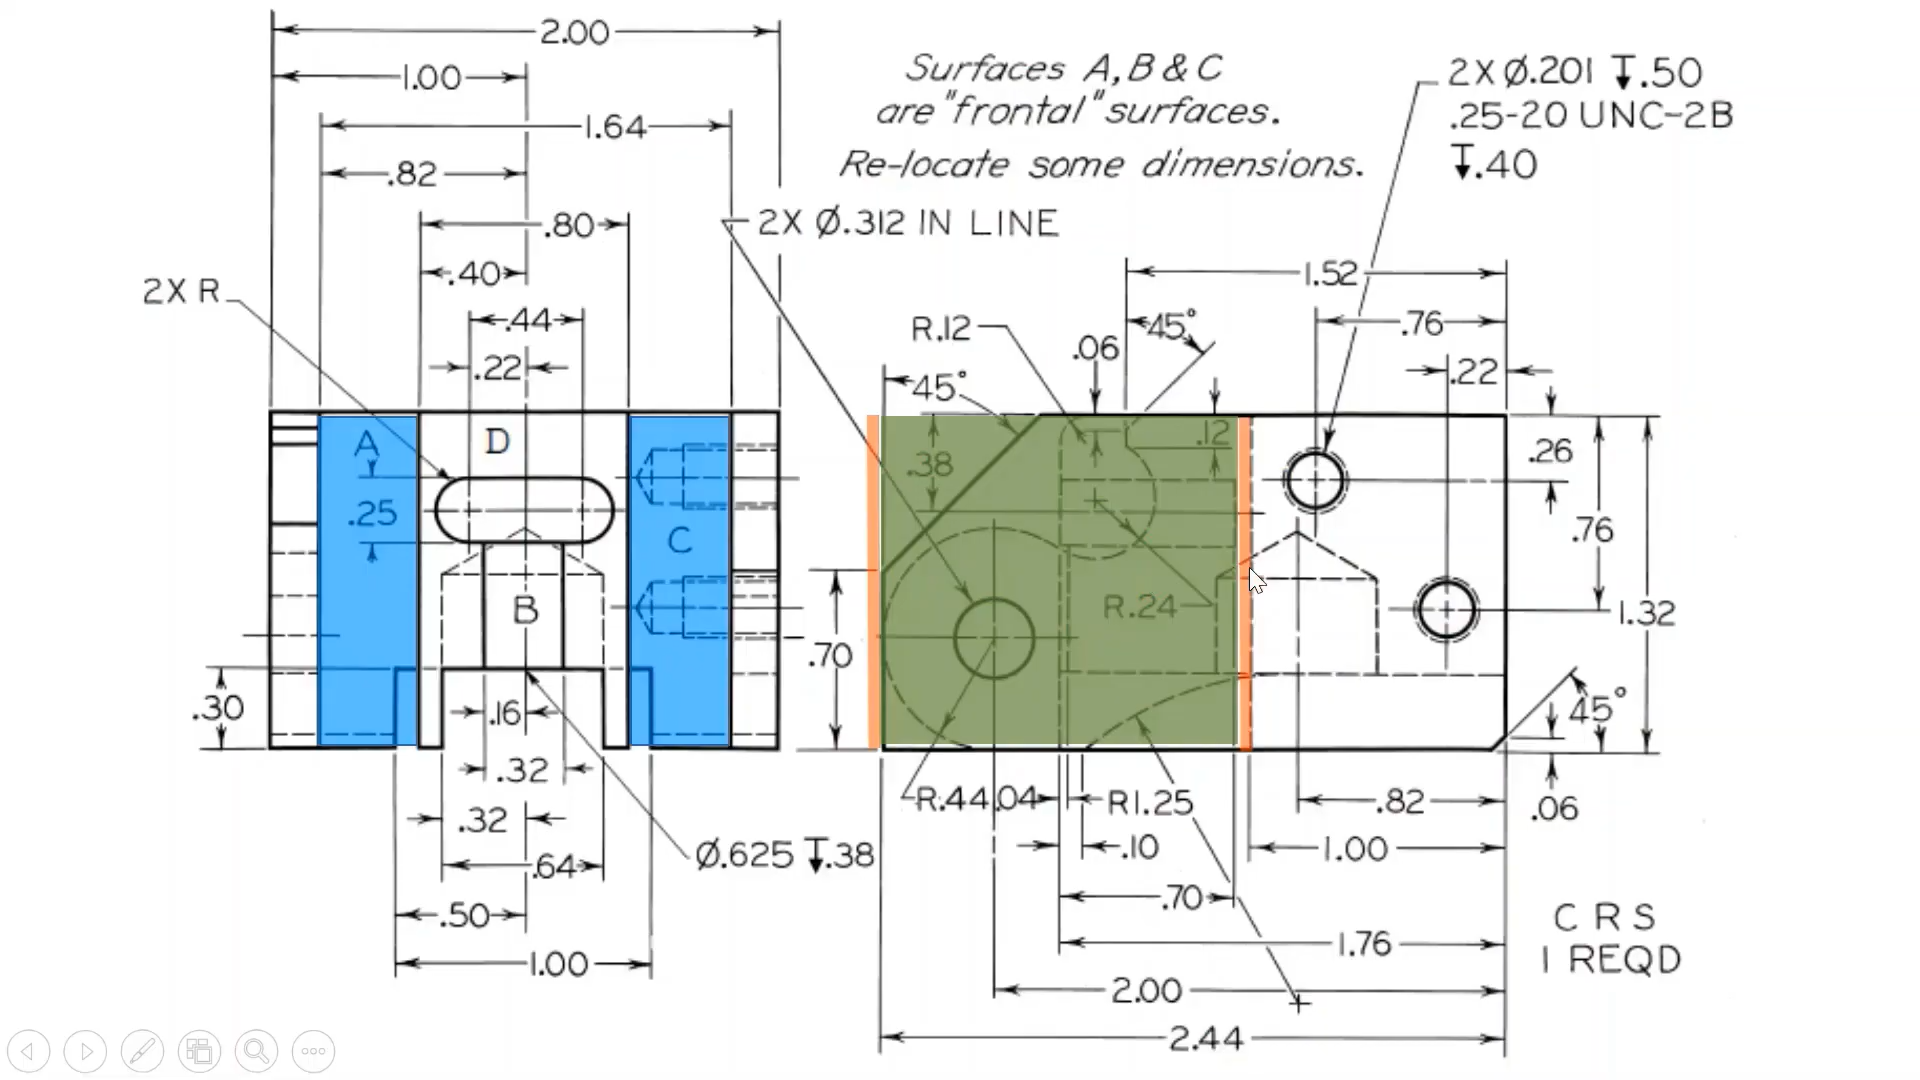 2.00
1.00
1.64
.82
.80
.40
2X R
.44
.22
A
D
.25
C
B
.30
.16
.32
.32
.64
.50
1.00
Ø.625 ↧.38
Surfaces A,B & C
are "frontal" surfaces.
Re-locate some dimensions.
2X Ø.312 IN LINE
2X Ø.201 ↧.50
.25-20 UNC-2B
↧.40
1.52
.76
.22
R.12
.06
45°
45°
.38
.12
.26
.76
1.32
R.24
.70
45°
.06
R.44
.04
R1.25
.82
.10
1.00
.70
1.76
2.00
2.44
C R S
1 REQD